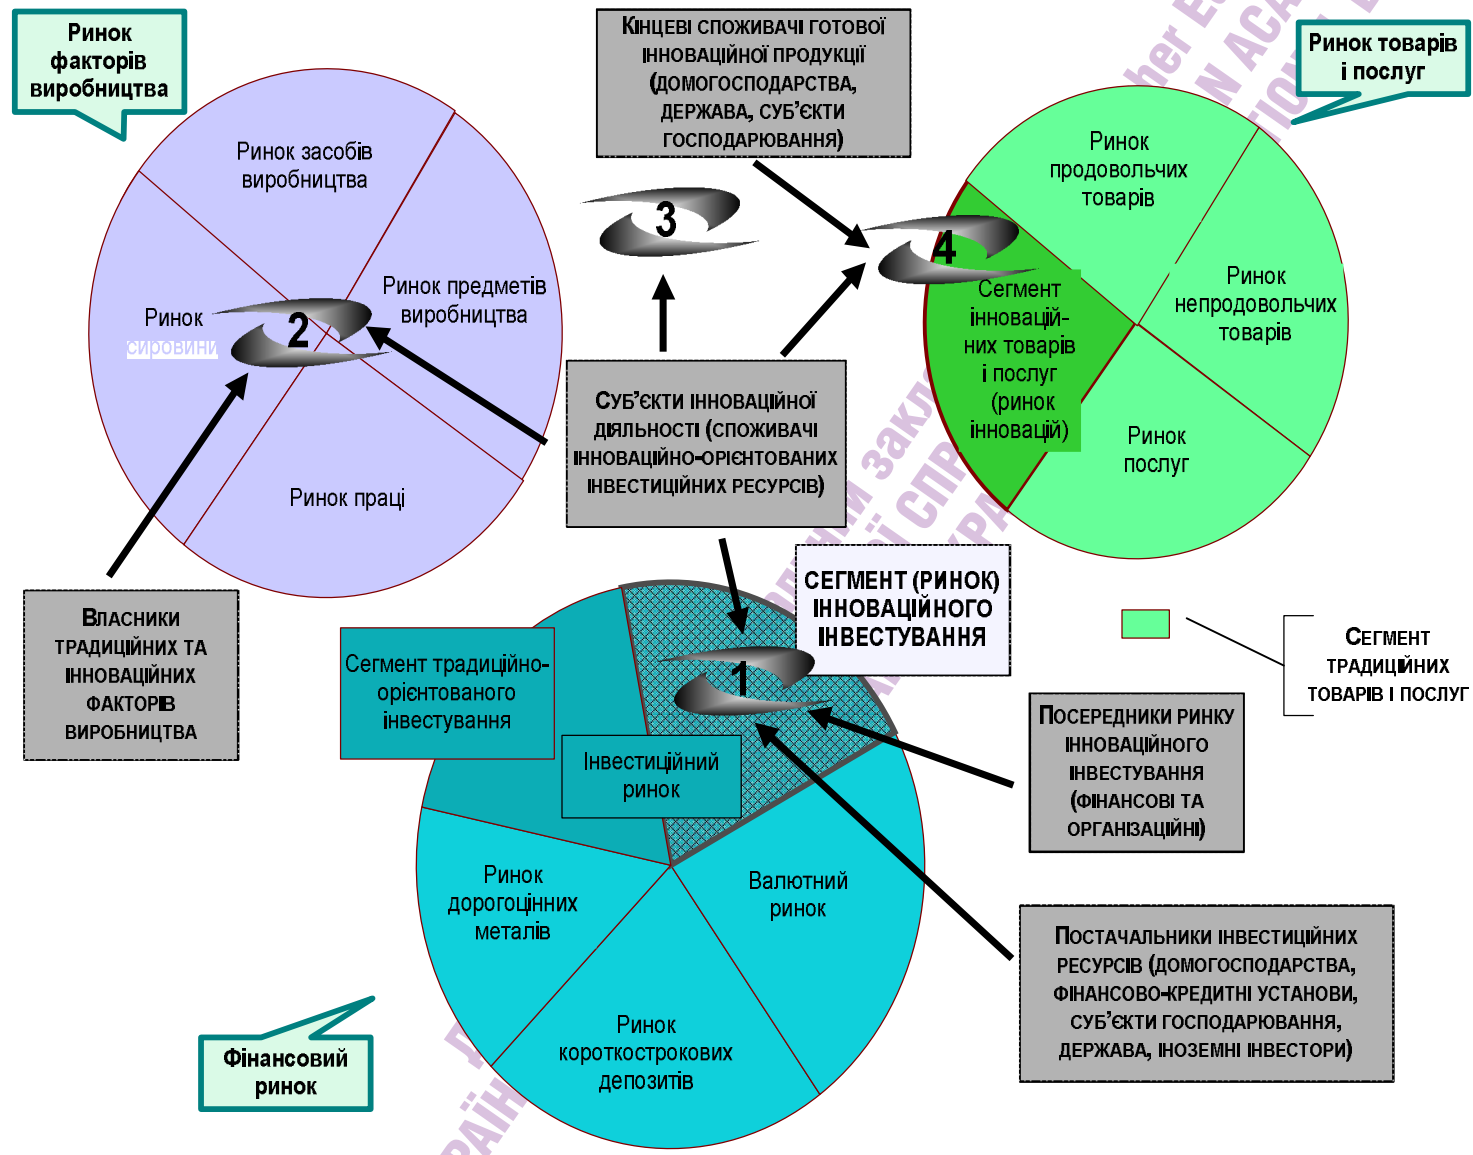 Ринок
факторів
виробництва
Кінцеві споживачі готової
інноваційної продукції
(домогосподарства,
держава, суб’єкти
господарювання)
Ринок товарів
і послуг
Ринок засобів
виробництва
Ринок предметів
виробництва
Ринок
сировини
Ринок праці
2
3
4
Ринок
продовольчих
товарів
Ринок
непродовольчих
товарів
Сегмент
інновацій-
них товарів
і послуг
(ринок
інновацій)
Ринок
послуг
Суб’єкти інноваційної
діяльності (споживачі
інноваційно-орієнтованих
інвестиційних ресурсів)
Власники
традиційних та
інноваційних
факторів
виробництва
СЕГМЕНТ (РИНОК)
ІННОВАЦІЙНОГО
ІНВЕСТУВАННЯ
Сегмент
традиційних
товарів і послуг
Сегмент традиційно-
орієнтованого
інвестування
1
Інвестиційний
ринок
Посередники ринку
інноваційного
інвестування
(фінансові та
організаційні)
Ринок
дорогоцінних
металів
Валютний
ринок
Ринок
короткострокових
депозитів
Постачальники інвестиційних
ресурсів (домогосподарства,
фінансово-кредитні установи,
суб’єкти господарювання,
держава, іноземні інвестори)
Фінансовий
ринок